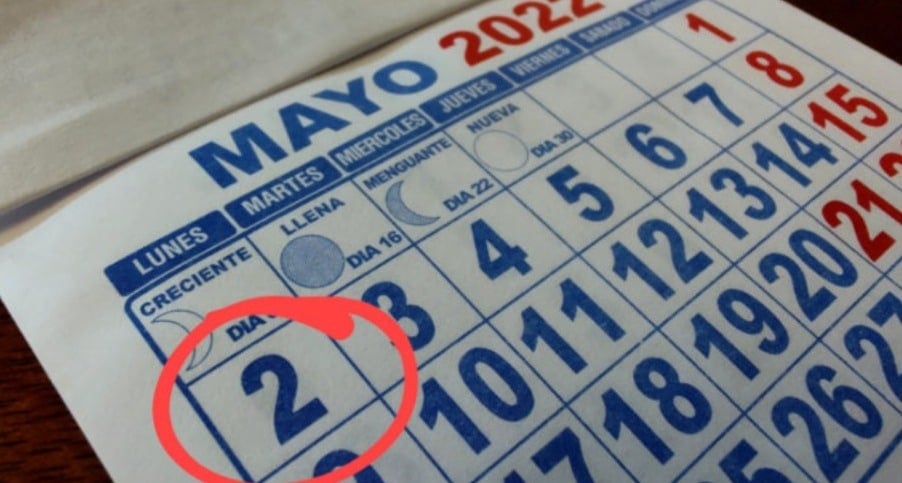 MAYO 2022
LUNES MARTES MIERCOLES JUEVES VIERNES SABADO
CRECIENTE LLENA MENGUANTE NUEVA 1
DIA DIA 16 DIA 22 DIA 30
2 3 4 5 6 7 8
10 11 12 13 14 15
17 18 19 20 21
25 26 27